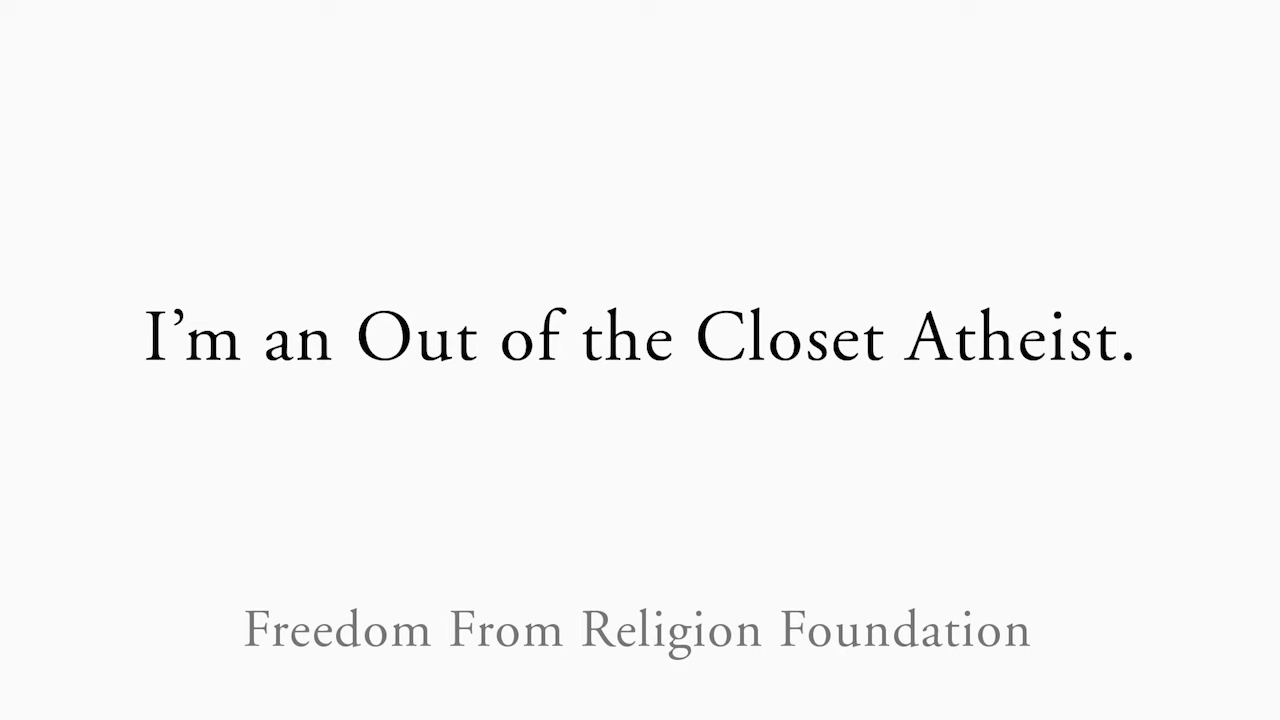 I’m an Out of the Closet Atheist.
Freedom From Religion Foundation